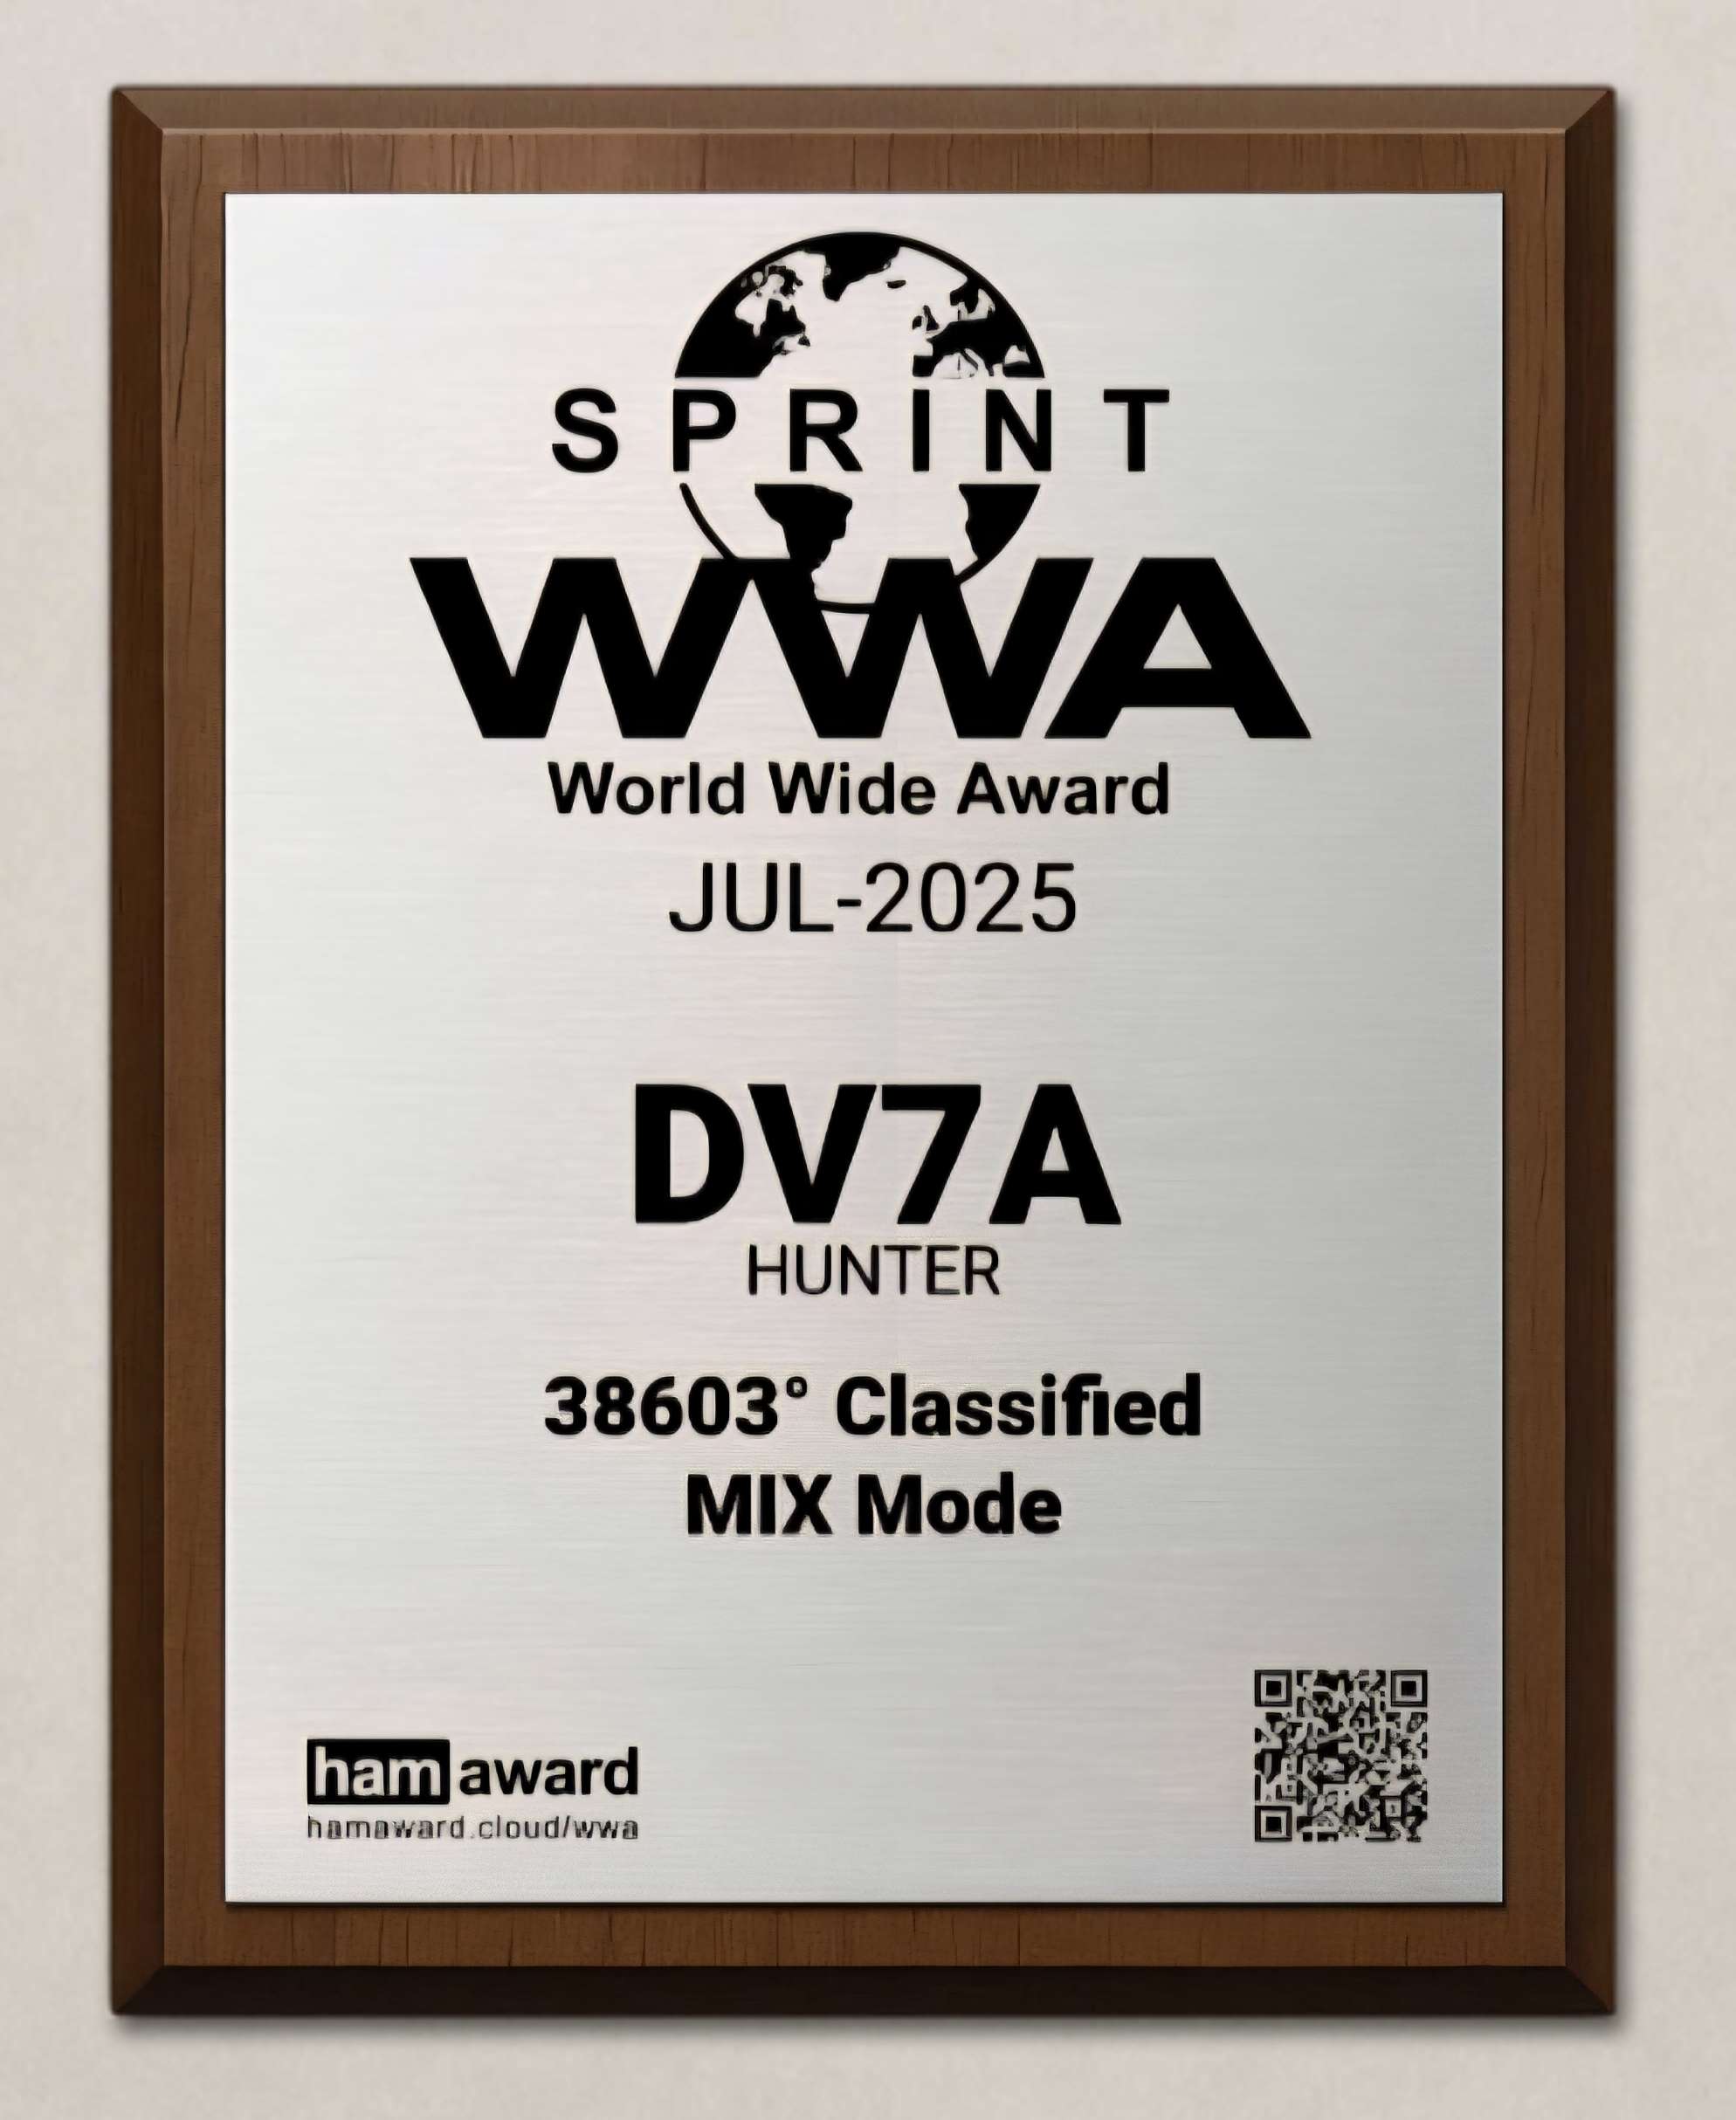 SPRINT
WWA
World Wide Award
JUL-2025
DV7A
HUNTER
38603° Classified
MIX Mode
ham award
hamaward.cloud/wwa